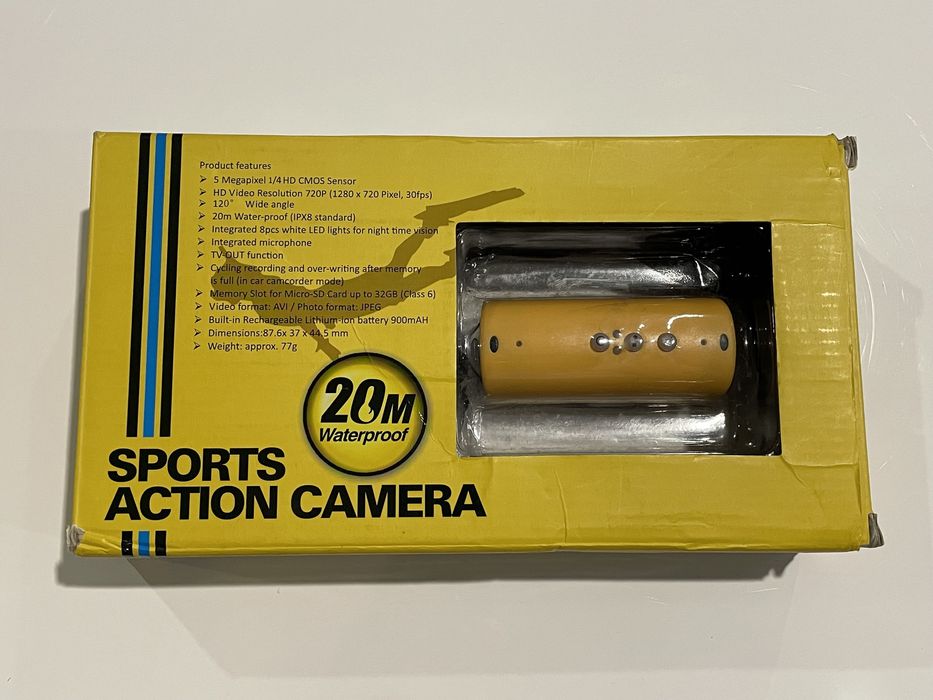 Product features
➢ 5 Megapixel 1/4 HD CMOS Sensor
➢ HD Video Resolution 720P (1280 x 720 Pixel, 30fps)
➢ 120° Wide angle
➢ 20m Water-proof (IPX8 standard)
➢ Integrated 8pcs white LED lights for night time vision
➢ Integrated microphone
➢ TV-OUT function
➢ Cycling recording and over-writing after memory
is full (in car camcorder mode)
➢ Memory Slot for Micro-SD Card up to 32GB (Class 6)
➢ Video format: AVI / Photo format: JPEG
➢ Built-in Rechargeable Lithium-ion battery 900mAH
➢ Dimensions:87.6x 37 x 44.5 mm
➢ Weight: approx. 77g
20M
Waterproof
SPORTS
ACTION CAMERA